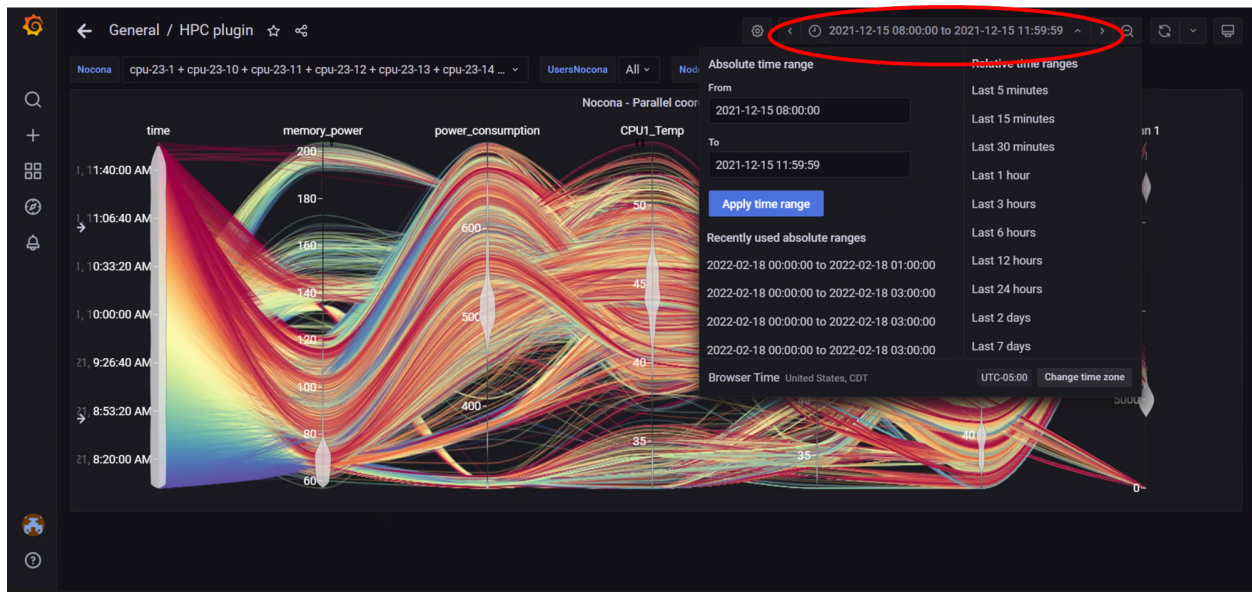 General / HPC plugin
2021-12-15 08:00:00 to 2021-12-15 11:59:59
Nocona cpu-23-1 + cpu-23-10 + cpu-23-11 + cpu-23-12 + cpu-23-13 + cpu-23-14 ... UsersNocona All
Absolute time range
From
2021-12-15 08:00:00
To
2021-12-15 11:59:59
Apply time range
Recently used absolute ranges
2022-02-18 00:00:00 to 2022-02-18 01:00:00
2022-02-18 00:00:00 to 2022-02-18 03:00:00
2022-02-18 00:00:00 to 2022-02-18 03:00:00
2022-02-18 00:00:00 to 2022-02-18 03:00:00
Relative time ranges
Last 5 minutes
Last 15 minutes
Last 30 minutes
Last 1 hour
Last 3 hours
Last 6 hours
Last 12 hours
Last 24 hours
Last 2 days
Last 7 days
Browser Time United States, CDT UTC-05:00 Change time zone
Nocona - Parallel coor
time memory_power power_consumption CPU1_Temp
11:40:00 AM
11:06:40 AM
10:33:20 AM
10:00:00 AM
21, 9:26:40 AM
8:53:20 AM
21, 8:20:00 AM
200
180
160
140
120
100
80
60
600
500
400
50
45
40
35
40
35
40
5000
0